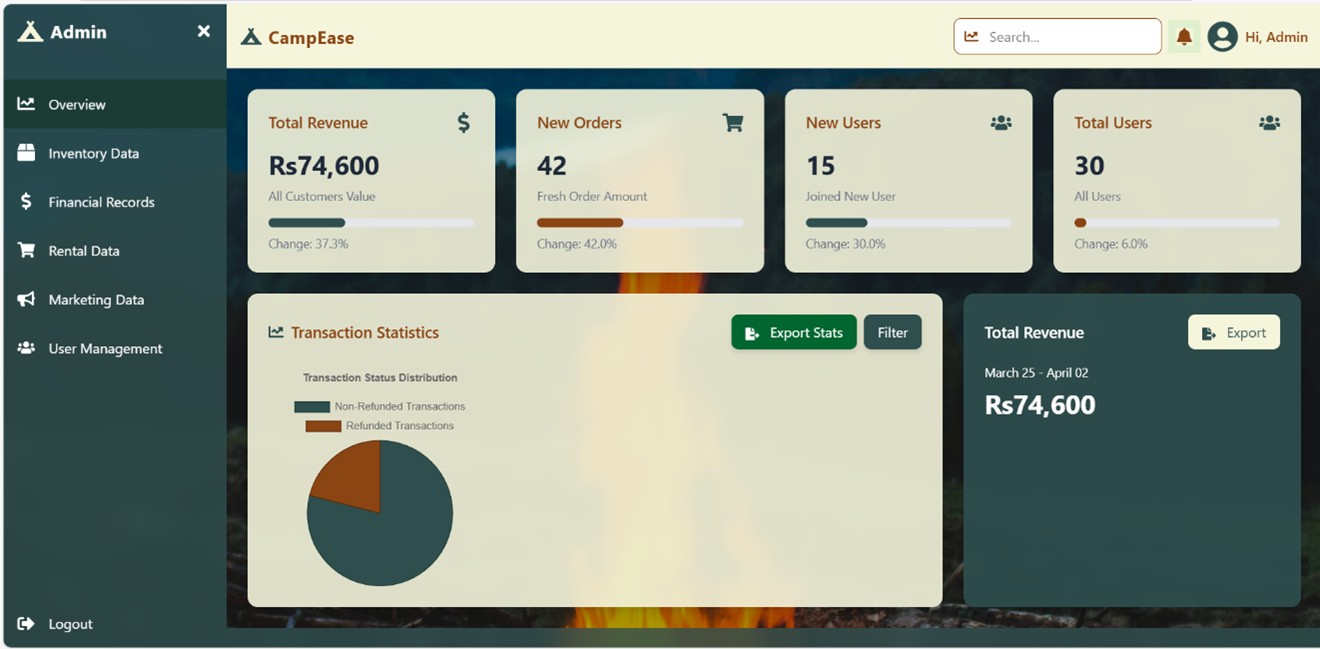 Admin
CampEase
Search...
Hi, Admin
Overview
Inventory Data
Financial Records
Rental Data
Marketing Data
User Management
Logout
Total Revenue
Rs74,600
All Customers Value
Change: 37.3%
New Orders
42
Fresh Order Amount
Change: 42.0%
New Users
15
Joined New User
Change: 30.0%
Total Users
30
All Users
Change: 6.0%
Transaction Statistics
Export Stats
Filter
Transaction Status Distribution
Non-Refunded Transactions
Refunded Transactions
Total Revenue
Export
March 25 - April 02
Rs74,600